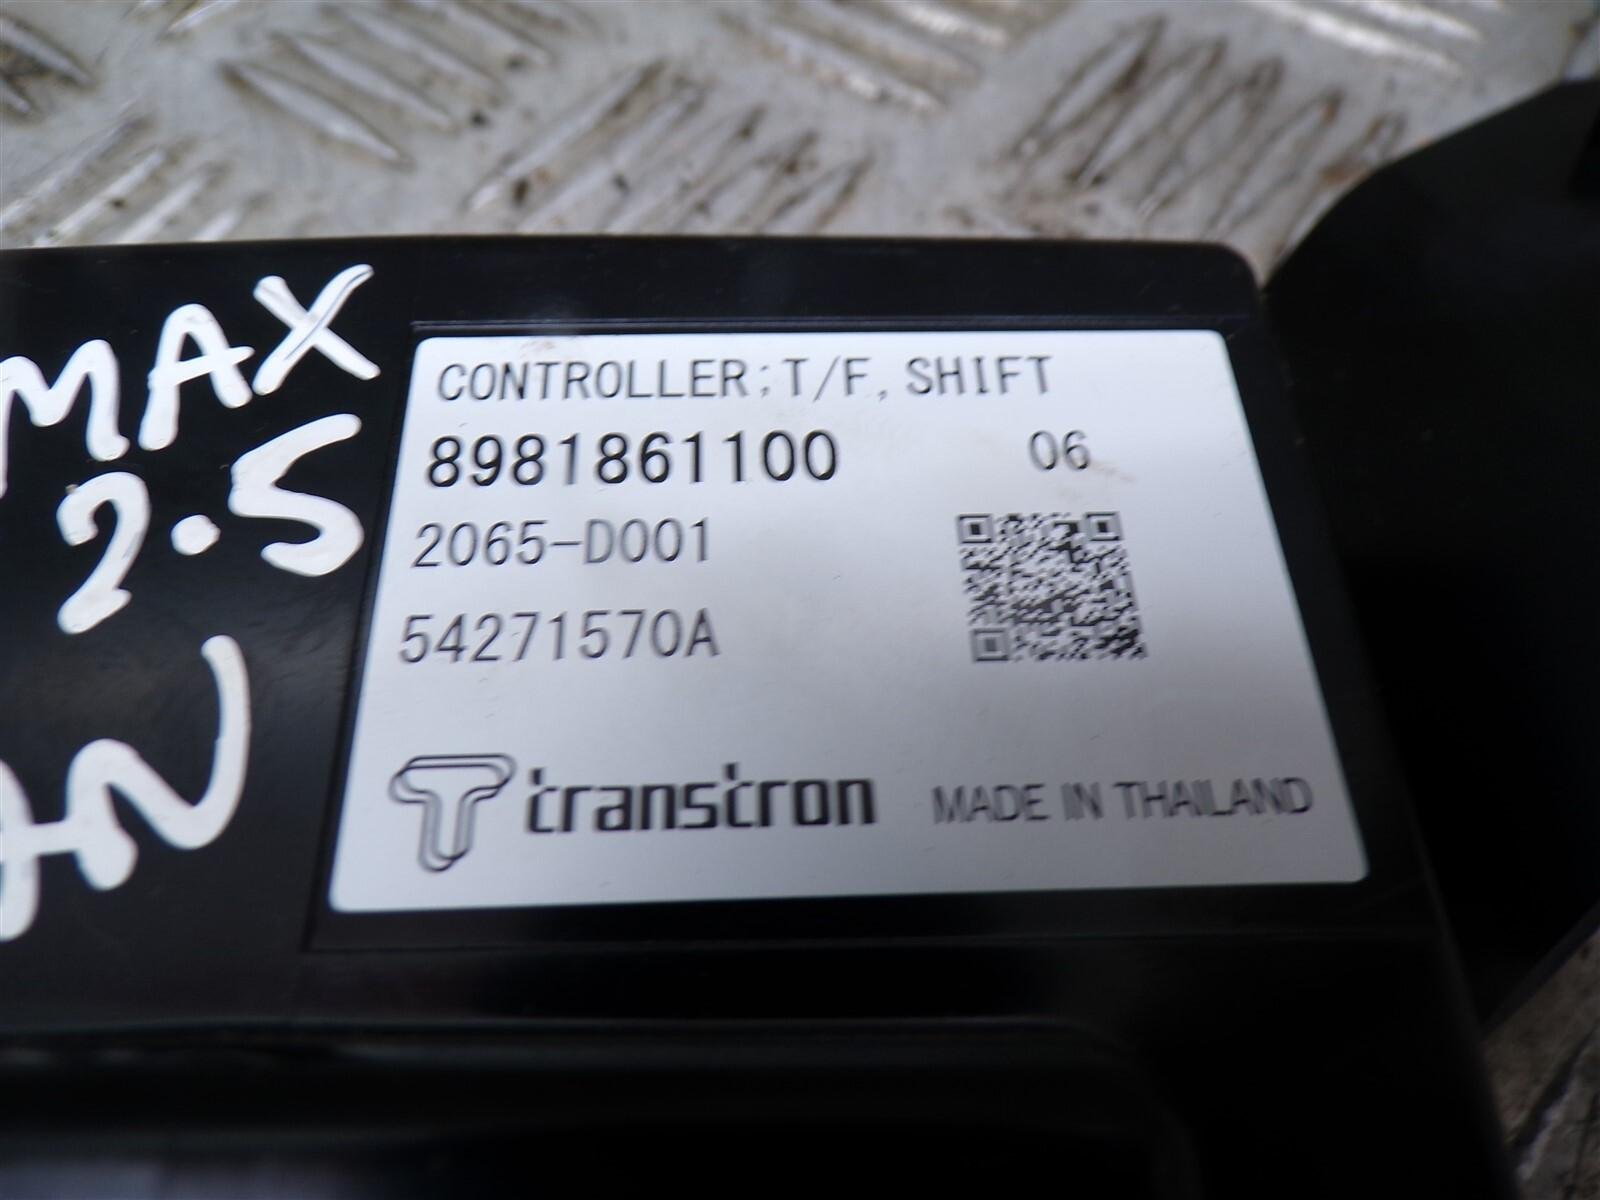 MAX
2.5
CONTROLLER;T/F,SHIFT
8981861100 06
2065-D001
54271570A
transtron MADE IN THAILAND